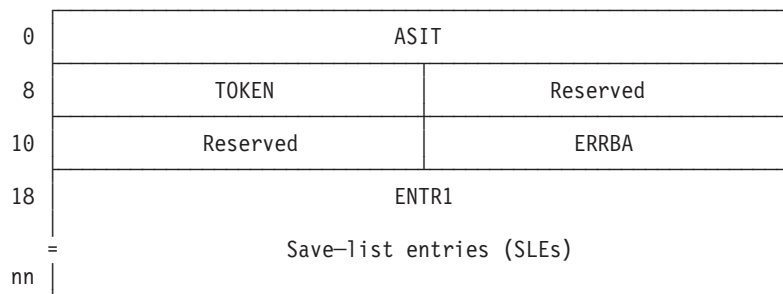 0 ASIT
8 TOKEN Reserved
10 Reserved ERRBA
18 ENTR1
= Save—list entries (SLEs)
nn